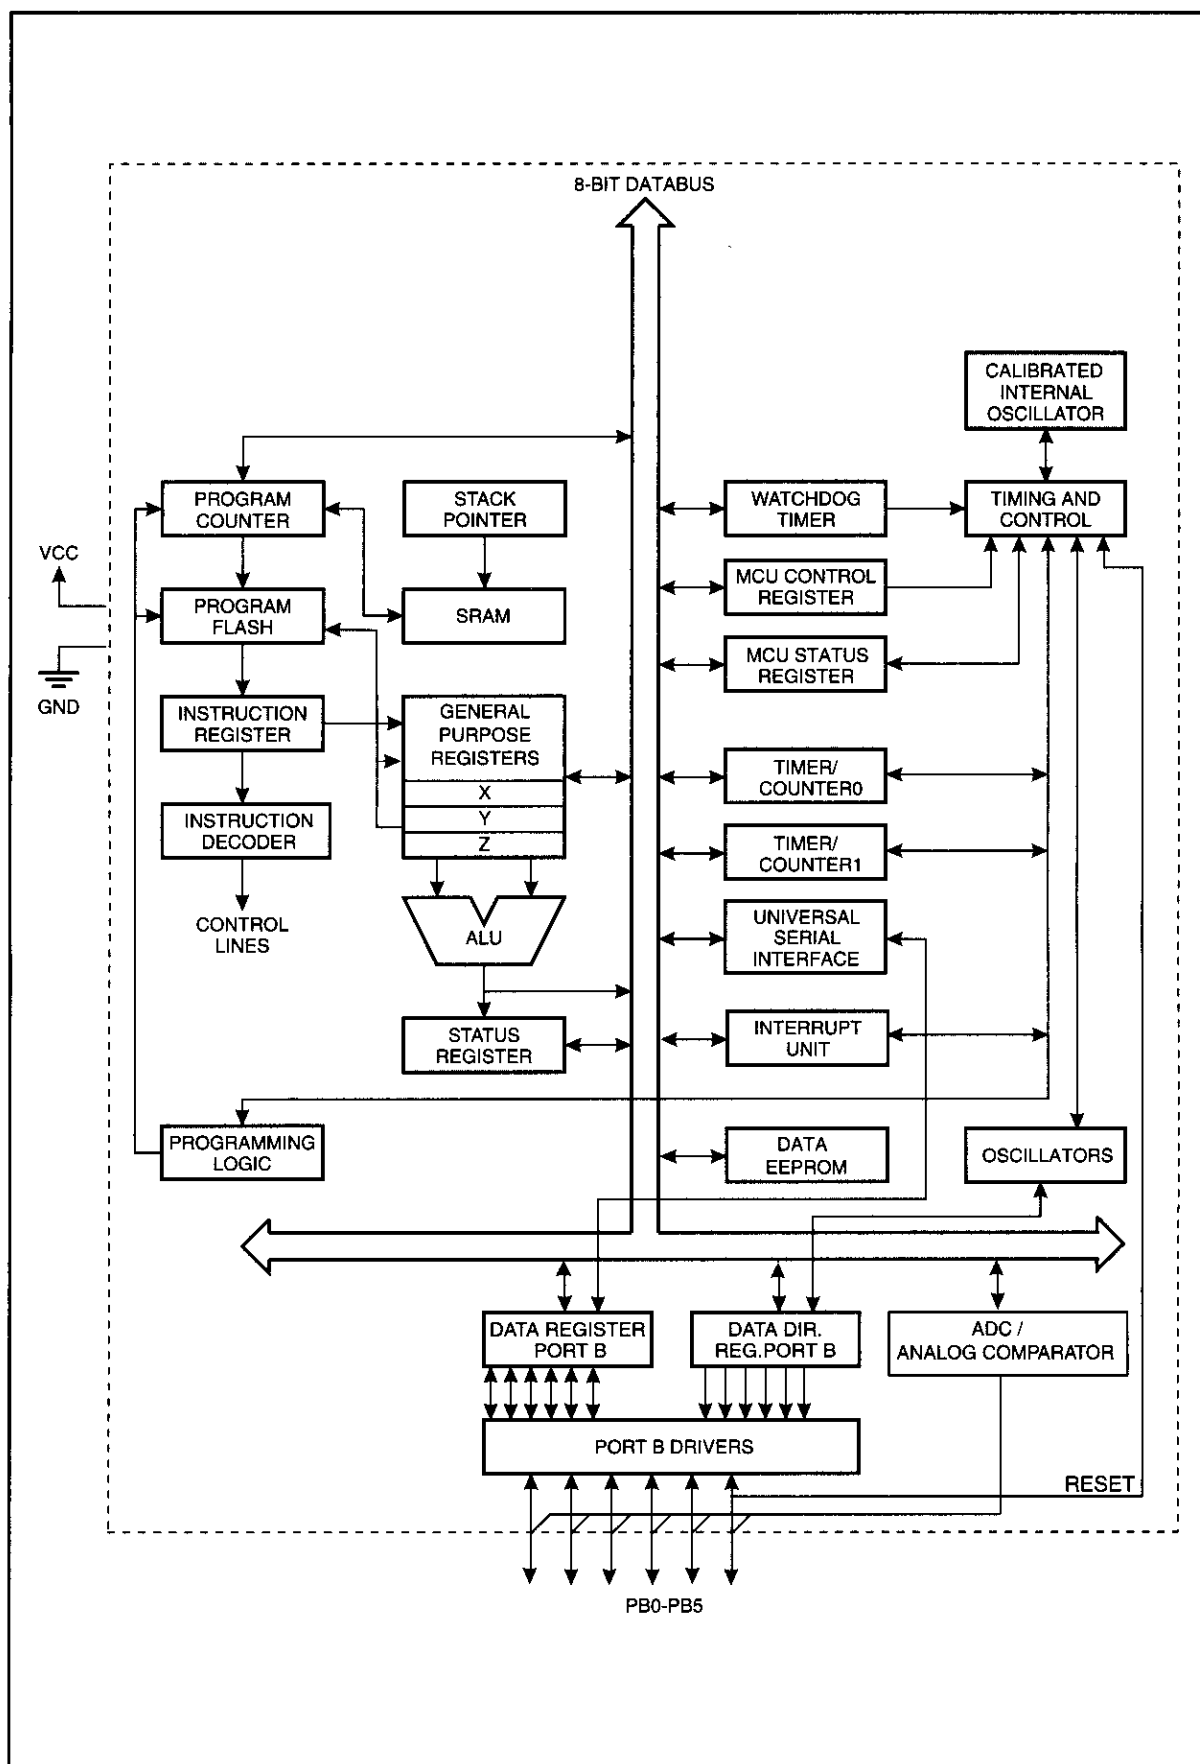 8-BIT DATABUS
CALIBRATED
INTERNAL
OSCILLATOR
PROGRAM
COUNTER
STACK
POINTER
WATCHDOG
TIMER
TIMING AND
CONTROL
VCC
PROGRAM
FLASH
SRAM
MCU CONTROL
REGISTER
MCU STATUS
REGISTER
GND
INSTRUCTION
REGISTER
GENERAL
PURPOSE
REGISTERS
X
Y
Z
TIMER/
COUNTER0
INSTRUCTION
DECODER
TIMER/
COUNTER1
CONTROL
LINES
ALU
UNIVERSAL
SERIAL
INTERFACE
STATUS
REGISTER
INTERRUPT
UNIT
PROGRAMMING
LOGIC
DATA
EEPROM
OSCILLATORS
DATA REGISTER
PORT B
DATA DIR.
REG.PORT B
ADC /
ANALOG COMPARATOR
PORT B DRIVERS
RESET
PB0-PB5